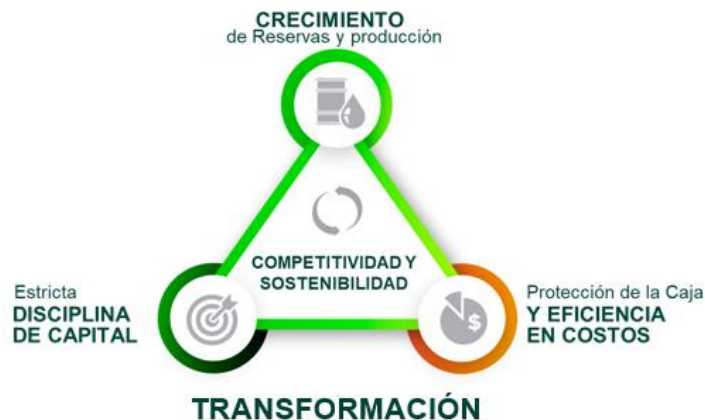 CRECIMIENTO
de Reservas y producción
COMPETITIVIDAD Y
SOSTENIBILIDAD
Estricta
DISCIPLINA
DE CAPITAL
$
Protección de la Caja
Y EFICIENCIA
EN COSTOS
TRANSFORMACIÓN